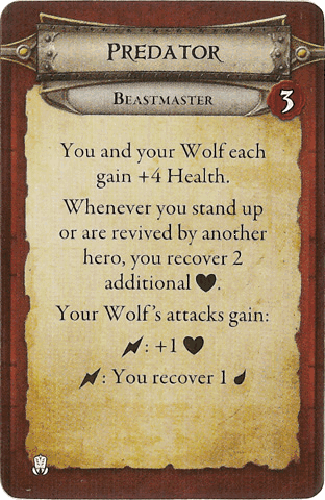 PREDATOR
BEASTMASTER
3
You and your Wolf each
gain +4 Health.
Whenever you stand up
or are revived by another
hero, you recover 2
additional ♥.
Your Wolf's attacks gain:
: +1 ♥
: You recover 1